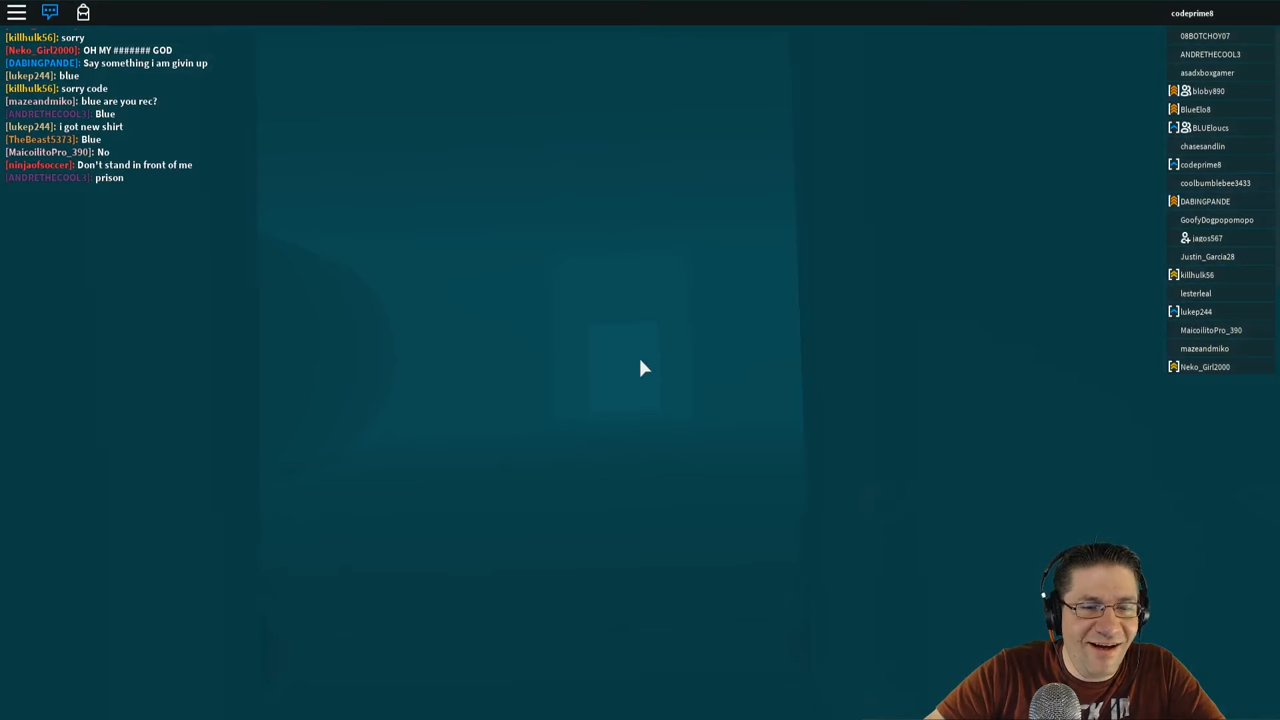 codeprime8
[killhulk56]: sorry
[Neko_Girl2000]: OH MY ####### GOD
[DABINGPANDE]: Say something i am givin up
[lukep244]: blue
[killhulk56]: sorry code
[mazeandmiko]: blue are you rec?
[ANDRETHECOOL3]: Blue
[lukep244]: i got new shirt
[TheBeast5373]: Blue
[MaicoilitoPro_390]: No
[ninjaofsoccer]: Don't stand in front of me
[ANDRETHECOOL3]: prison
08BOTCHOY07
ANDRETHECOOL3
asadxboxgamer
bloby890
BlueElo8
BLUEloucs
chasesandlin
codeprime8
coolbumblebee3433
DABINGPANDE
GoofyDogpopomopo
jagos567
Justin_Garcia28
killhulk56
lesterleal
lukep244
MaicoilitoPro_390
mazeandmiko
Neko_Girl2000